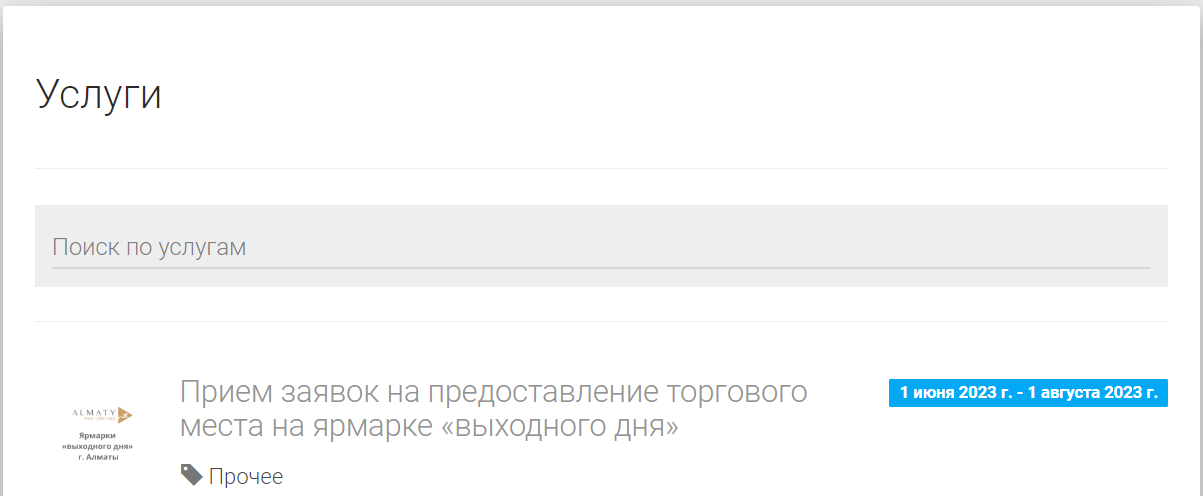 Услуги
Поиск по услугам
Прием заявок на предоставление торгового
места на ярмарке «выходного дня»
1 июня 2023 г. - 1 августа 2023 г.
ALMATY
Ярмарки
«выходного дня»
г. Алматы
Прочее